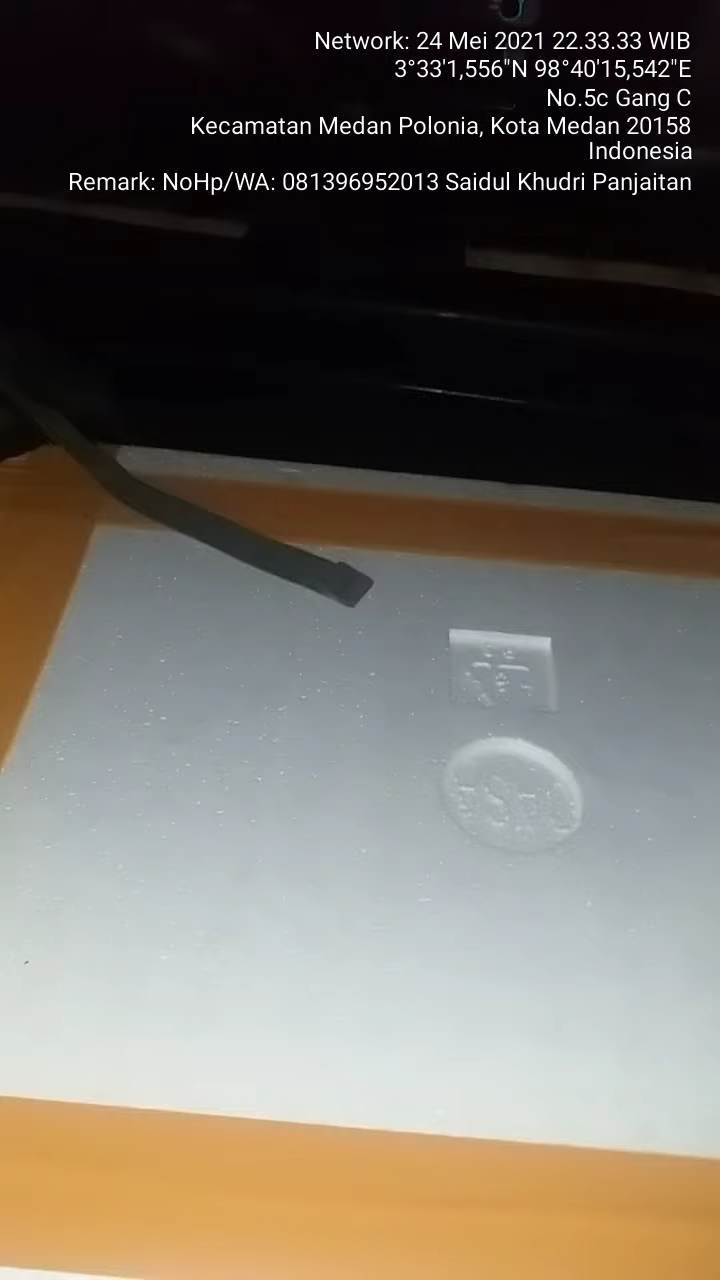 Network: 24 Mei 2021 22.33.33 WIB
3°33'1,556"N 98°40'15,542"E
No.5c Gang C
Kecamatan Medan Polonia, Kota Medan 20158
Indonesia
Remark: NoHp/WA: 081396952013 Saidul Khudri Panjaitan